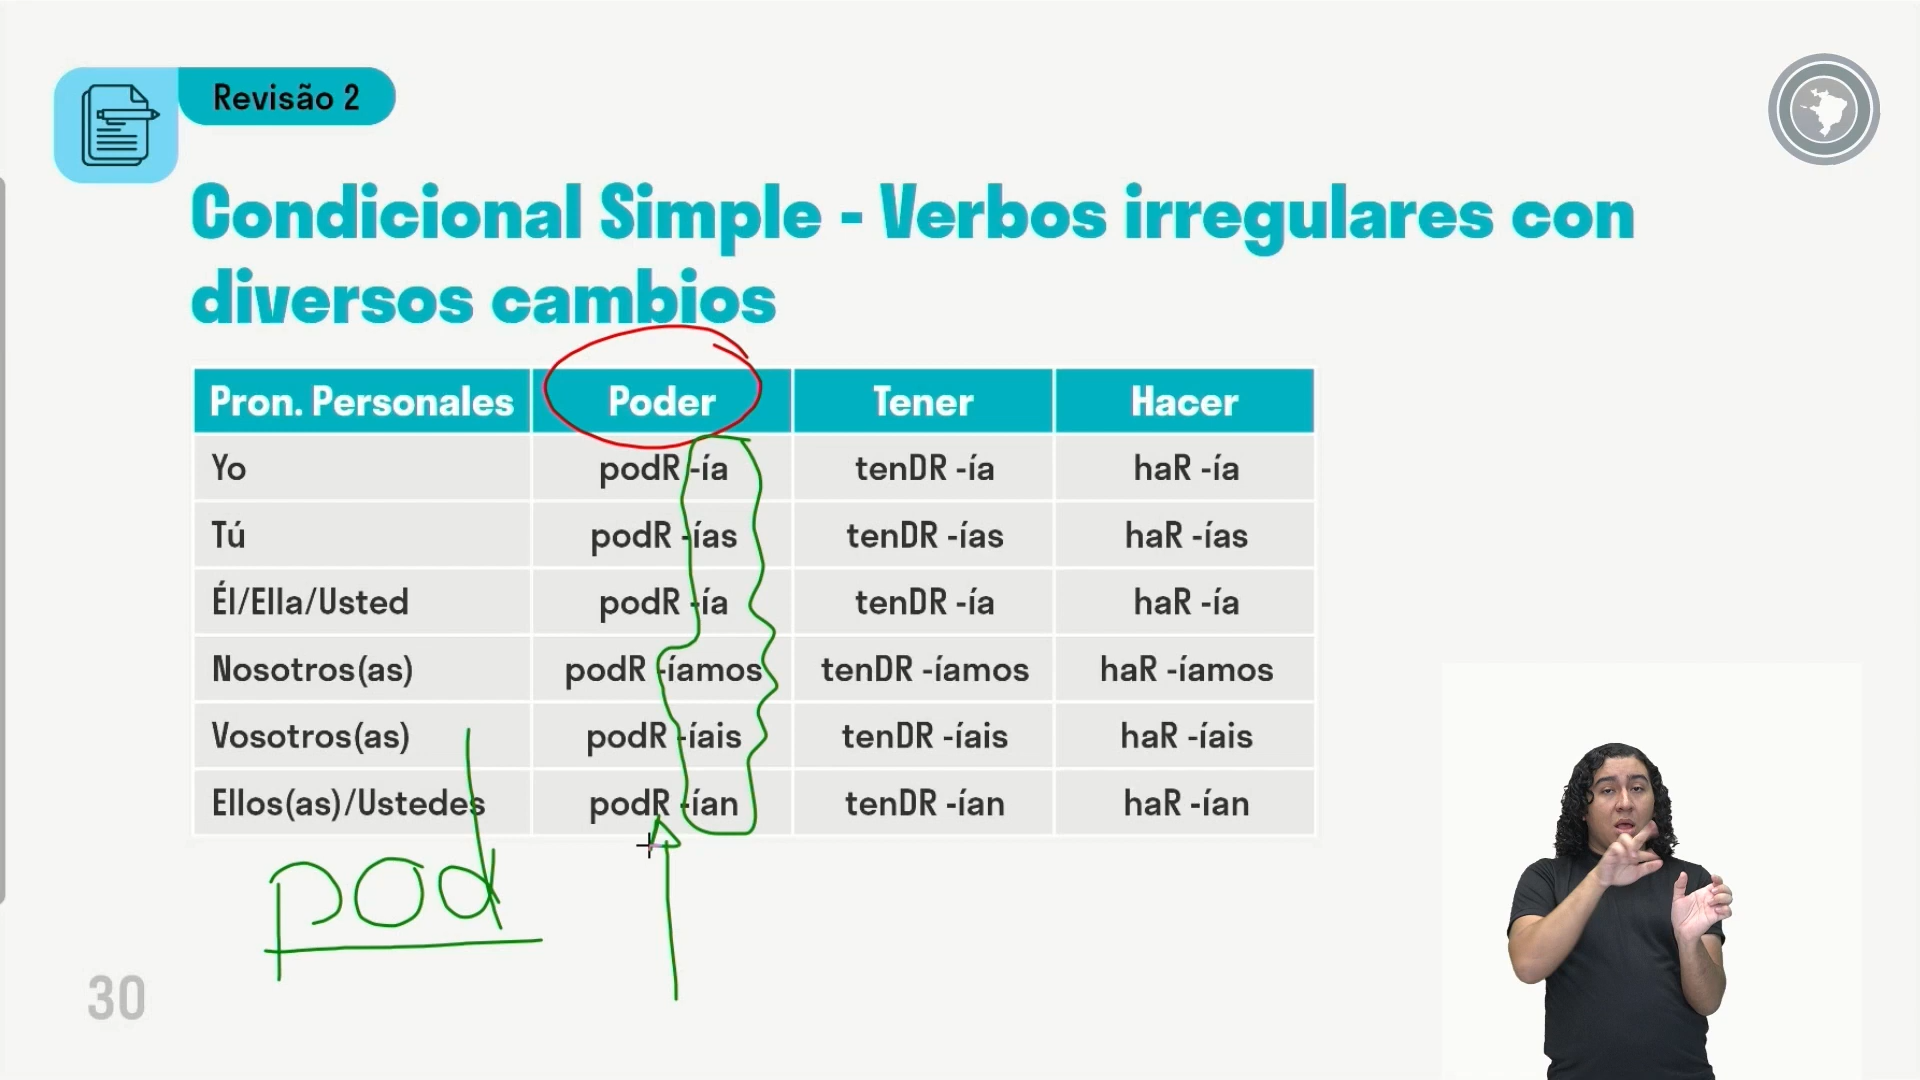 Revisão 2
Condicional Simple - Verbos irregulares con
diversos cambios
Pron. Personales Poder Tener Hacer
Yo podR -ía tenDR -ía haR -ía
Tú podR -ías tenDR -ías haR -ías
Él/Ella/Usted podR -ía tenDR -ía haR -ía
Nosotros(as) podR -íamos tenDR -íamos haR -íamos
Vosotros(as) podR -íais tenDR -íais haR -íais
Ellos(as)/Ustedes podR -ían tenDR -ían haR -ían
pod
30